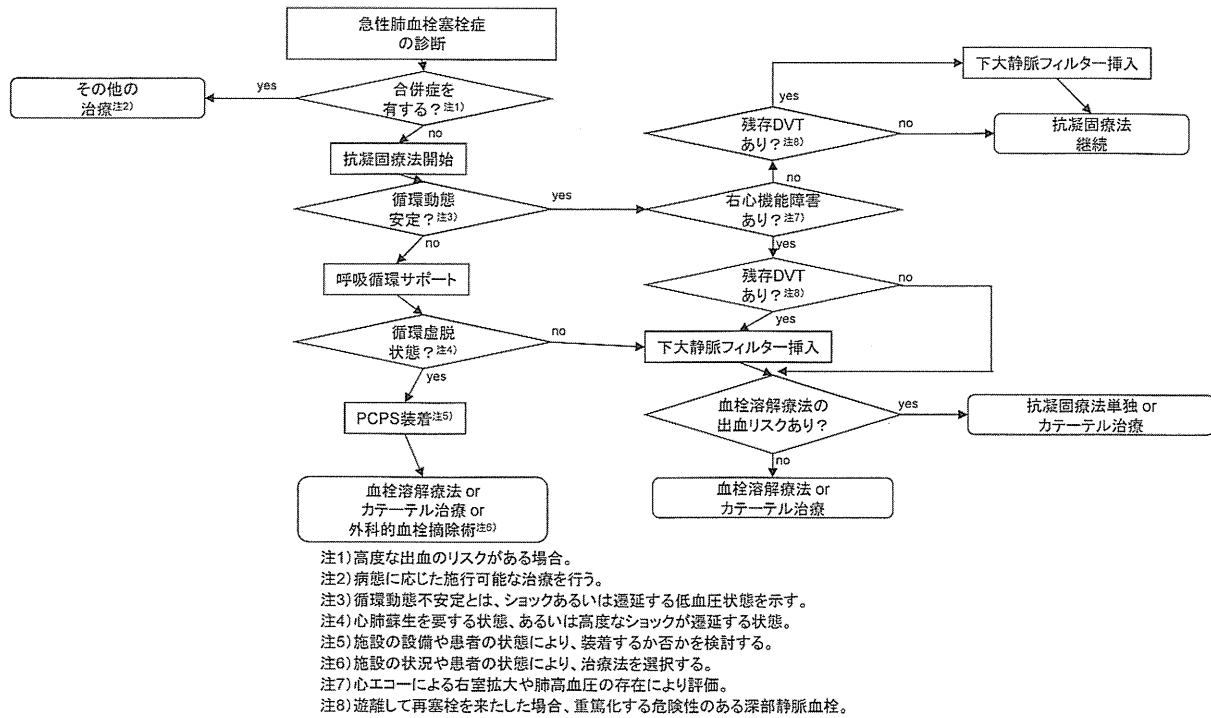 急性肺血栓塞栓症
の診断
yes
その他の
治療注2)
合併症を
有する？注1)
no
抗凝固療法開始
循環動態
安定？注3)
yes
no
呼吸循環サポート
循環虚脱
状態？注4)
no
yes
PCPS装着注5)
血栓溶解療法 or
カテーテル治療 or
外科的血栓摘除術注6)
下大静脈フィルター挿入
yes
残存DVT
あり？注8)
no
抗凝固療法
継続
no
右心機能障害
あり？注7)
yes
残存DVT
あり？注8)
no
yes
下大静脈フィルター挿入
血栓溶解療法の
出血リスクあり？
yes
抗凝固療法単独 or
カテーテル治療
no
血栓溶解療法 or
カテーテル治療
注1)高度な出血のリスクがある場合。
注2)病態に応じた施行可能な治療を行う。
注3)循環動態不安定とは、ショックあるいは遷延する低血圧状態を示す。
注4)心肺蘇生を要する状態、あるいは高度なショックが遷延する状態。
注5)施設の設備や患者の状態により、装着するか否かを検討する。
注6)施設の状況や患者の状態により、治療法を選択する。
注7)心エコーによる右室拡大や肺高血圧の存在により評価。
注8)遊離して再塞栓を来たした場合、重篤化する危険性のある深部静脈血栓。